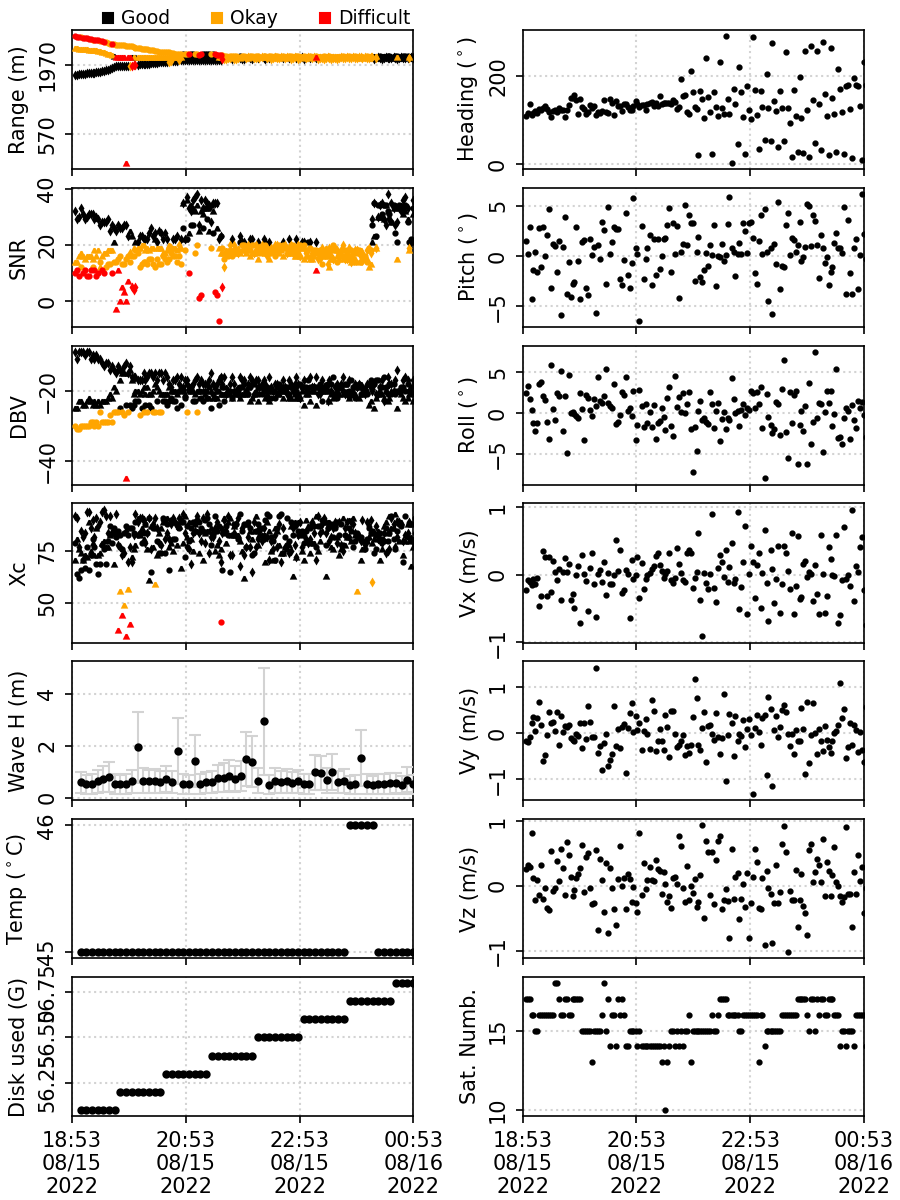 Good Okay Difficult
Range (m)
1970
570
Heading (°)
200
0
SNR
40
20
0
Pitch (°)
5
0
−5
DBV
−20
−40
Roll (°)
5
0
−5
Xc
75
50
Vx (m/s)
1
0
−1
Wave H (m)
4
2
0
Vy (m/s)
1
0
−1
Temp (°C)
46
45
Vz (m/s)
1
0
−1
Disk used (G)
56.75
56.50
56.25
Sat. Numb.
15
10
18:53 20:53 22:53 00:53
08/15 08/15 08/15 08/16
2022 2022 2022 2022
18:53 20:53 22:53 00:53
08/15 08/15 08/15 08/16
2022 2022 2022 2022